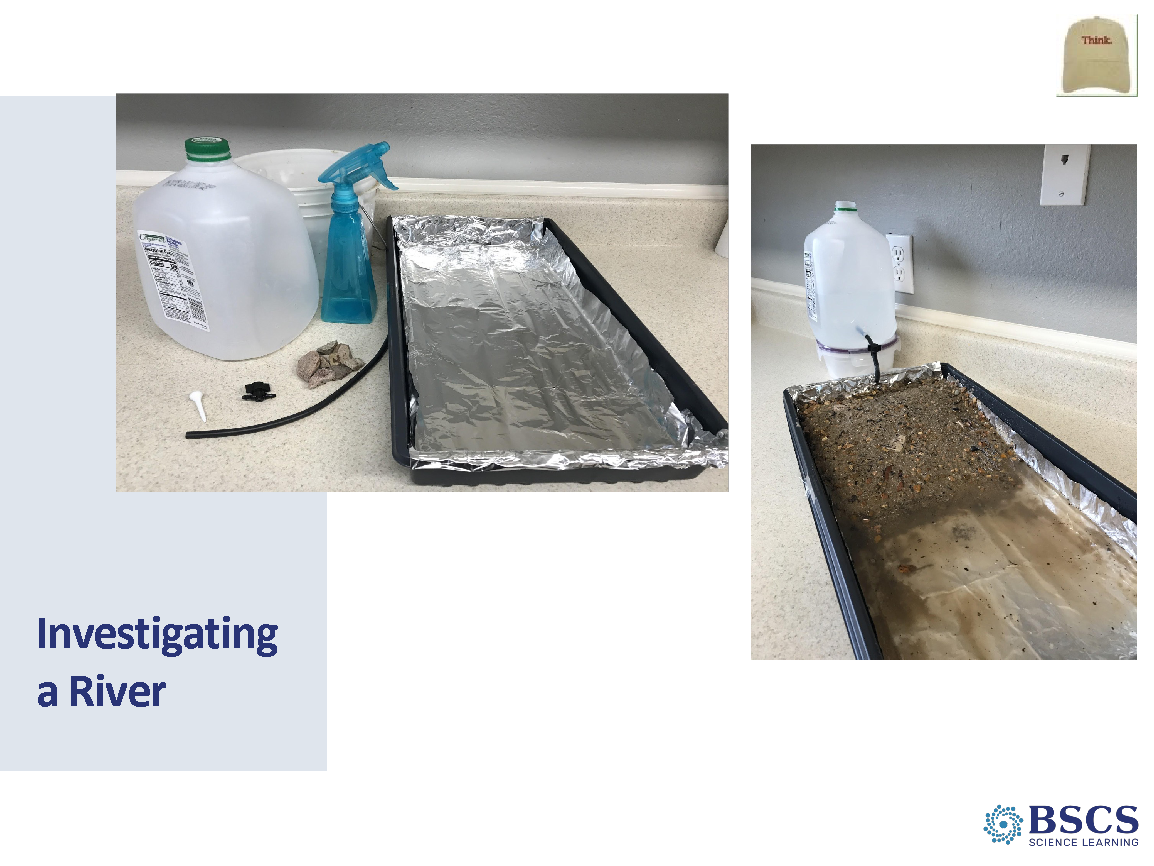 Think.
Investigating
a River
BSCS
SCIENCE LEARNING